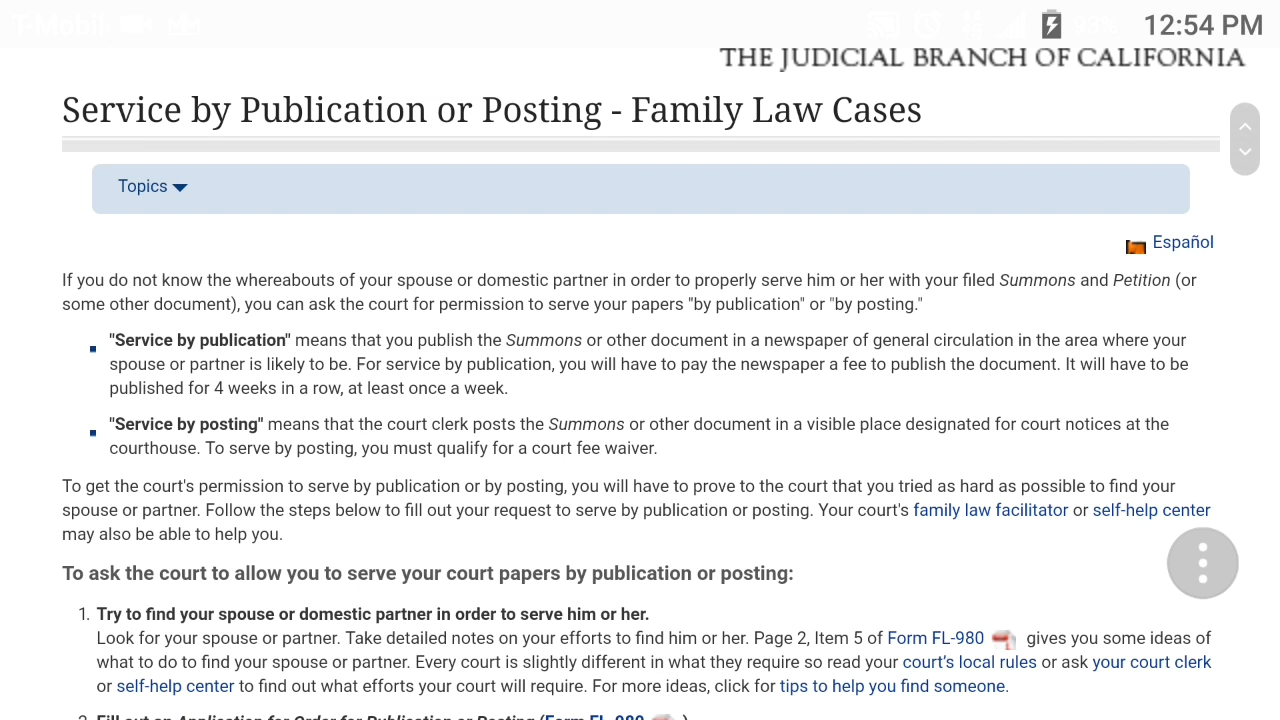 T-Mobil 93% 12:54 PM
THE JUDICIAL BRANCH OF CALIFORNIA
Service by Publication or Posting - Family Law Cases
Topics
Español
If you do not know the whereabouts of your spouse or domestic partner in order to properly serve him or her with your filed Summons and Petition (or
some other document), you can ask the court for permission to serve your papers "by publication" or "by posting."
"Service by publication" means that you publish the Summons or other document in a newspaper of general circulation in the area where your
spouse or partner is likely to be. For service by publication, you will have to pay the newspaper a fee to publish the document. It will have to be
published for 4 weeks in a row, at least once a week.
"Service by posting" means that the court clerk posts the Summons or other document in a visible place designated for court notices at the
courthouse. To serve by posting, you must qualify for a court fee waiver.
To get the court's permission to serve by publication or by posting, you will have to prove to the court that you tried as hard as possible to find your
spouse or partner. Follow the steps below to fill out your request to serve by publication or posting. Your court's family law facilitator or self-help center
may also be able to help you.
To ask the court to allow you to serve your court papers by publication or posting:
1. Try to find your spouse or domestic partner in order to serve him or her.
Look for your spouse or partner. Take detailed notes on your efforts to find him or her. Page 2, Item 5 of Form FL-980 gives you some ideas of
what to do to find your spouse or partner. Every court is slightly different in what they require so read your court's local rules or ask your court clerk
or self-help center to find out what efforts your court will require. For more ideas, click for tips to help you find someone.
2. Fill out an Application for Order for Publication or Posting (Form FL-980 )